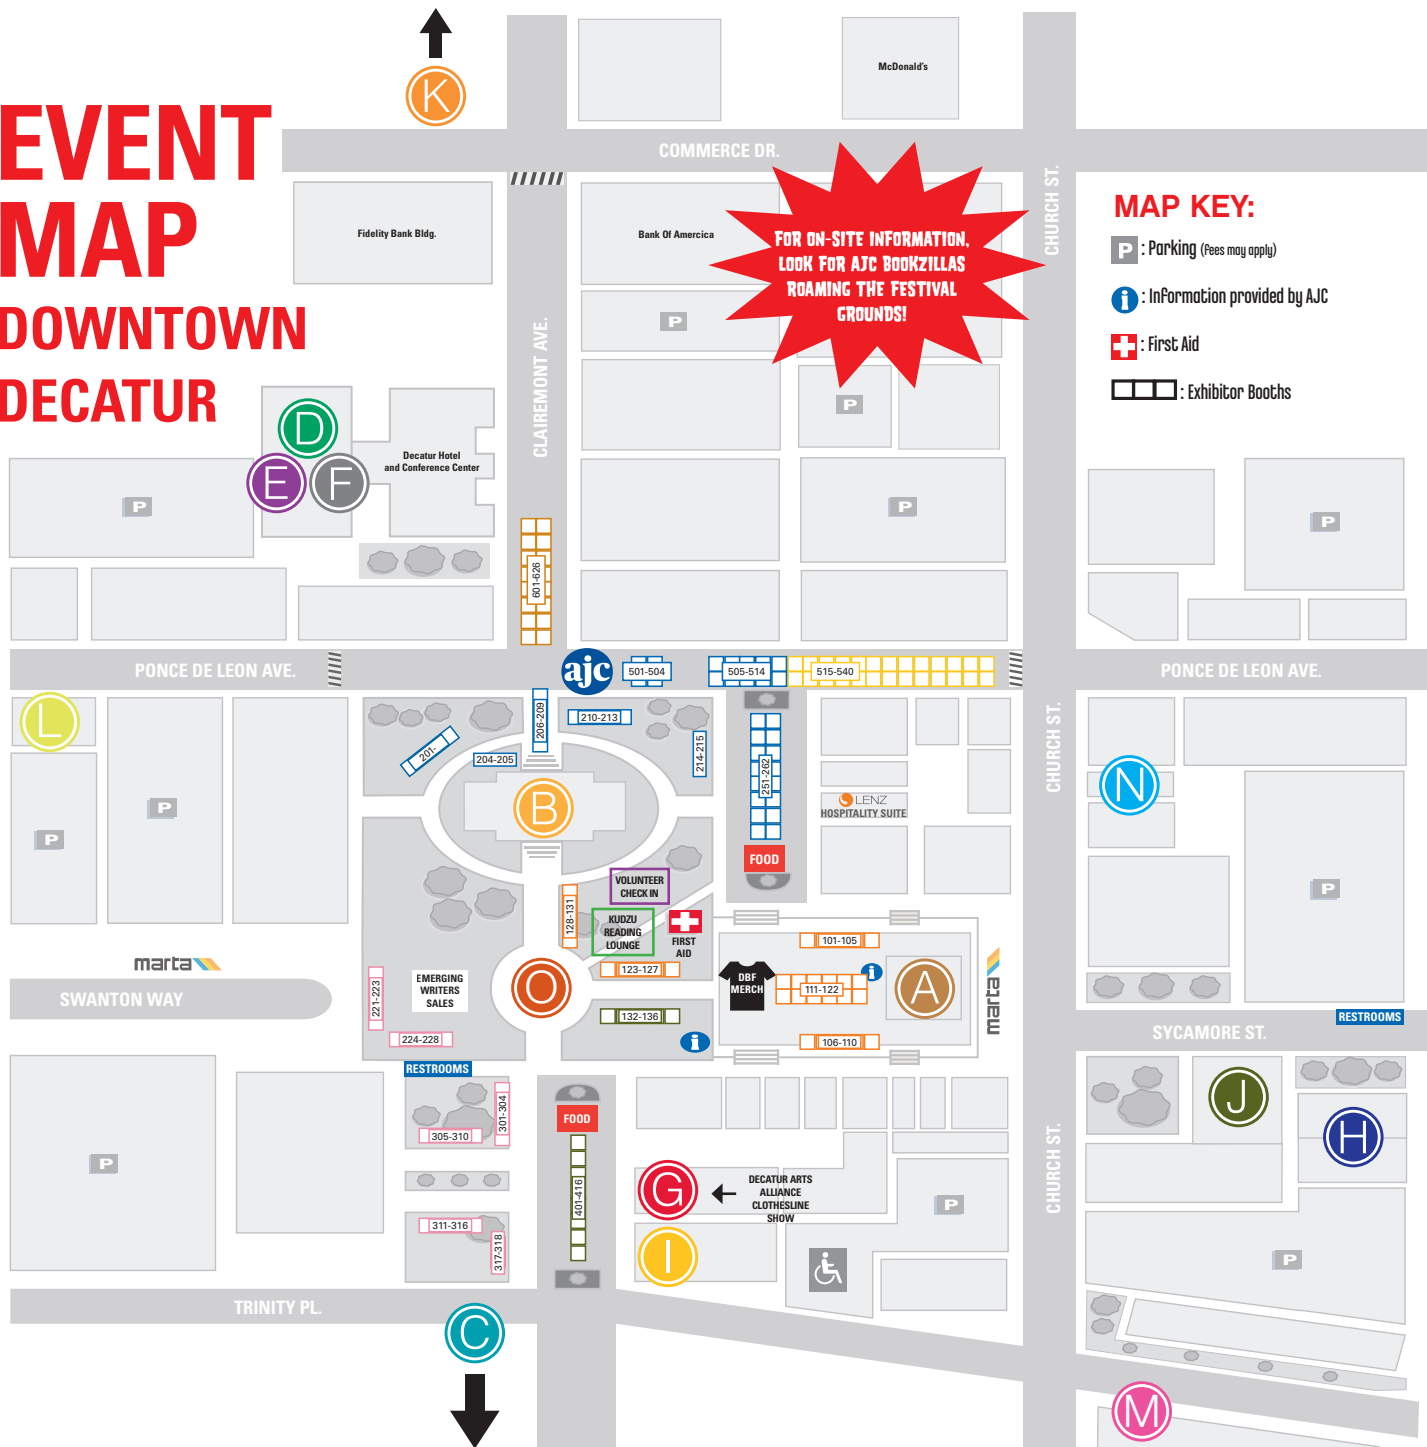 K
McDonald's
EVENT
MAP
DOWNTOWN
DECATUR
COMMERCE DR.
CHURCH ST.
Fidelity Bank Bldg.
Bank Of Amercica
FOR ON-SITE INFORMATION,
LOOK FOR AJC BOOKZILLAS
ROAMING THE FESTIVAL
GROUNDS!
MAP KEY:
P : Parking (fees may apply)
i : Information provided by AJC
: First Aid
: Exhibitor Booths
P
CLAIREMONT AVE.
P
D
E
F
Decatur Hotel
and Conference Center
P
P
P
601-626
PONCE DE LEON AVE.
ajc
501-504
505-514
515-540
PONCE DE LEON AVE.
L
206-209
210-213
201-
204-205
214-215
251-262
CHURCH ST.
N
P
P
B
LENZ
HOSPITALITY SUITE
FOOD
VOLUNTEER
CHECK IN
P
128-131
KUDZU
READING
LOUNGE
FIRST
AID
101-105
marta
SWANTON WAY
221-223
EMERGING
WRITERS
SALES
O
123-127
DBF
MERCH
111-122
i
A
marta
132-136
224-228
i
106-110
RESTROOMS
SYCAMORE ST.
RESTROOMS
301-304
305-310
FOOD
J
H
P
401-416
G
DECATUR ARTS
ALLIANCE
CLOTHESLINE
SHOW
P
CHURCH ST.
311-316
317-318
I
P
TRINITY PL.
C
M